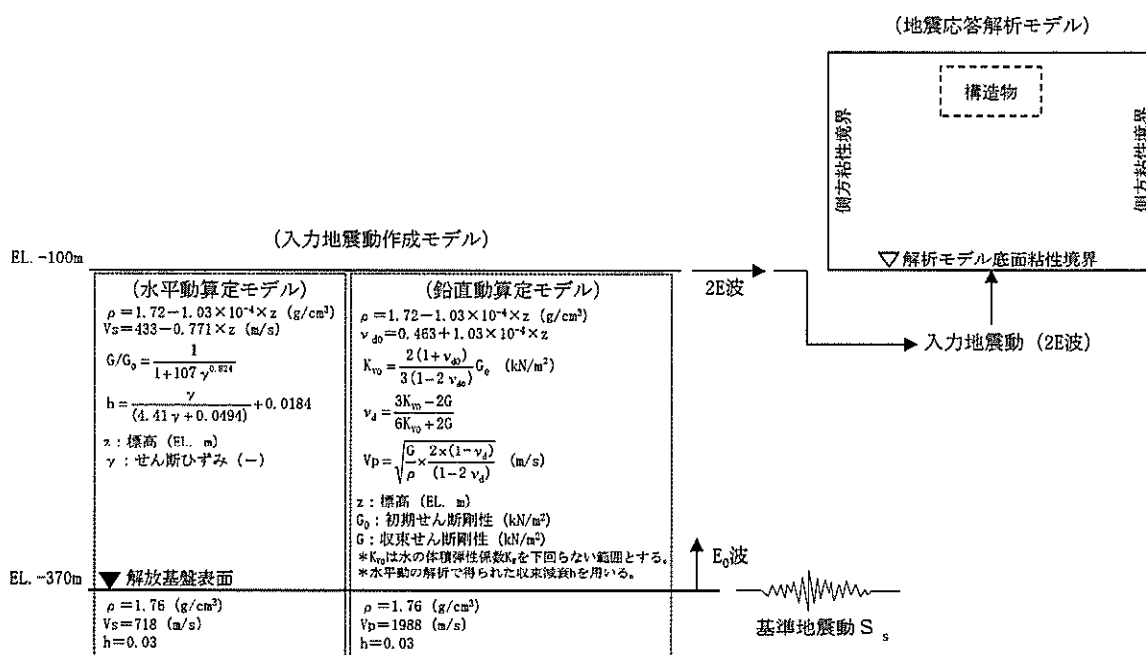 (地震応答解析モデル)
構造物
側方粘性境界
側方粘性境界
▽解析モデル底面粘性境界
(入力地震動作成モデル)
EL.-100m
2E波
入力地震動 (2E波)
(水平動算定モデル)
ρ=1.72-1.03×10⁻⁴×z (g/cm³)
Vs=433-0.771×z (m/s)
G/G₀=1/(1+107 γ^0.824)
h=γ/(4.41γ+0.0494)+0.0184
z:標高 (EL. m)
γ:せん断ひずみ (-)
(鉛直動算定モデル)
ρ=1.72-1.03×10⁻⁴×z (g/cm³)
ν_d0=0.463+1.03×10⁻⁴×z
K_v0=2(1+ν_d0)/3(1-2ν_d0) G₀ (kN/m²)
ν_d=(3K_v0-2G)/(6K_v0+2G)
Vp=√(G/ρ×2×(1-ν_d)/(1-2ν_d)) (m/s)
z:標高 (EL. m)
G₀:初期せん断剛性 (kN/m²)
G:収束せん断剛性 (kN/m²)
*K_v0は水の体積弾性係数K_wを下回らない範囲とする。
*水平動の解析で得られた収束減衰hを用いる。
EL.-370m
▼解放基盤表面
E₀波
ρ=1.76 (g/cm³)
Vs=718 (m/s)
h=0.03
ρ=1.76 (g/cm³)
Vp=1988 (m/s)
h=0.03
基準地震動Ss